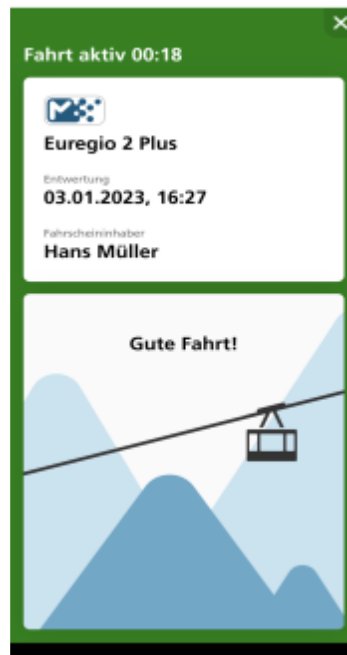 Fahrt aktiv 00:18
Euregio 2 Plus
Entwertung
03.01.2023, 16:27
Fahrscheininhaber
Hans Müller
Gute Fahrt!